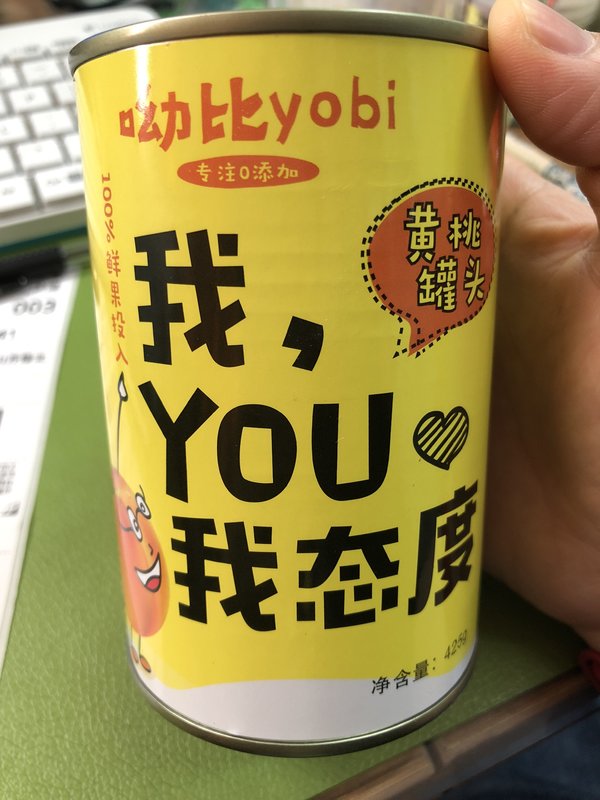 呦比yobi
专注0添加
黄桃
罐头
100%鲜果投入
我,
YOU
我态度
净含量: 425g
003